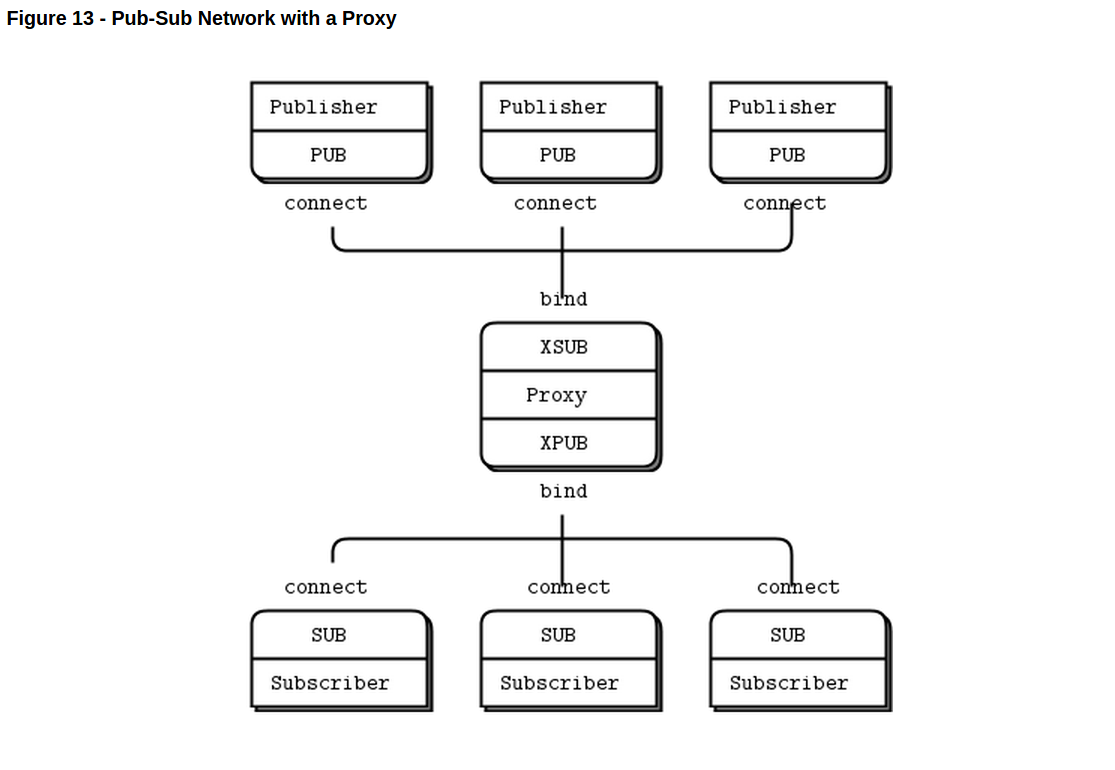 Figure 13 - Pub-Sub Network with a Proxy
Publisher Publisher Publisher
PUB PUB PUB
connect connect connect
bind
XSUB
Proxy
XPUB
bind
connect connect connect
SUB SUB SUB
Subscriber Subscriber Subscriber